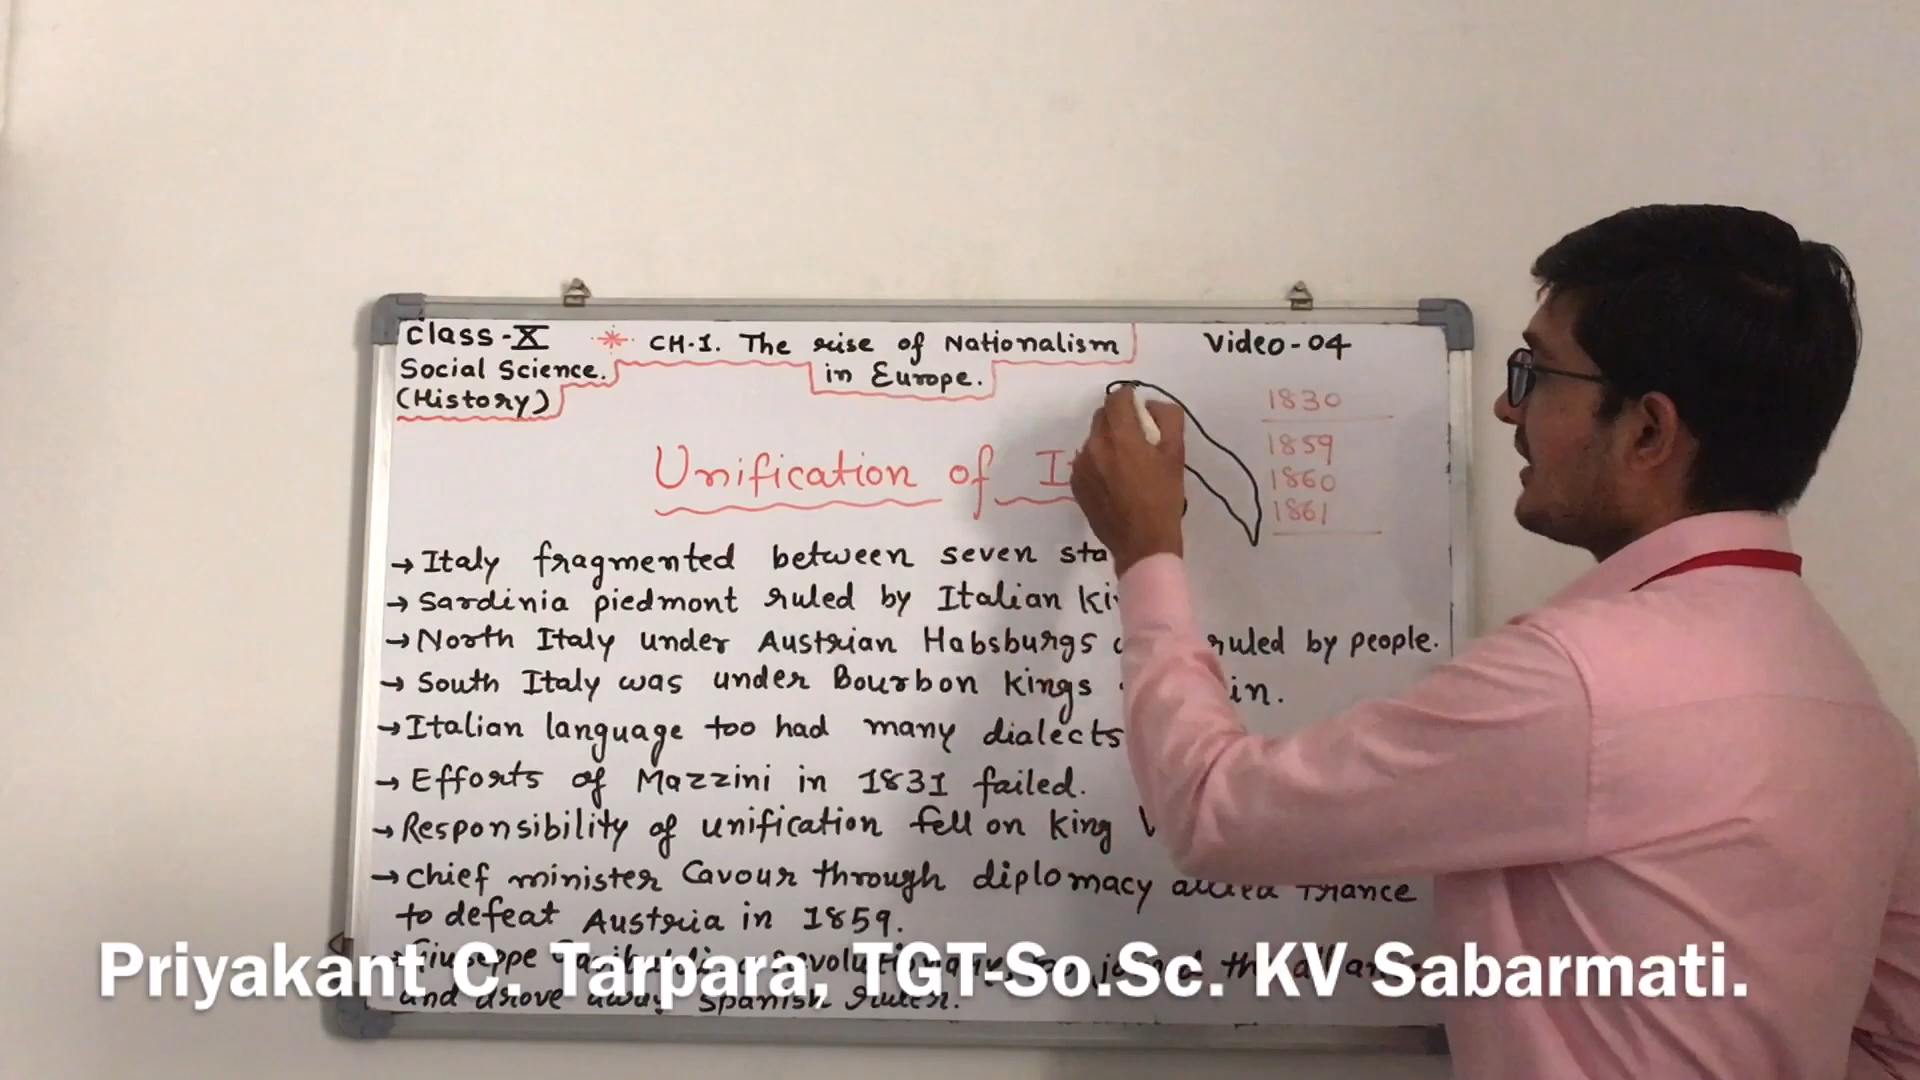 Class-X
Social Science.
(History)
* CH-1. The rise of Nationalism
in Europe.
Video-04
1830
1859
1860
1861
Unification of
→ Italy fragmented between seven
→ Sardinia piedmont ruled by Italian
→ North Italy under Austrian Habsburgs ruled by people.
→ South Italy was under Bourbon kings
→ Italian language too had many dialects
→ Efforts of Mazzini in 1831 failed.
→ Responsibility of unification fell on king
→ chief minister Cavour through diplomacy France
to defeat Austria in 1859.
Giuseppe joined the
and drove away spanish ruler.
Priyakant C. Tarpara, TGT-So.Sc. KV Sabarmati.